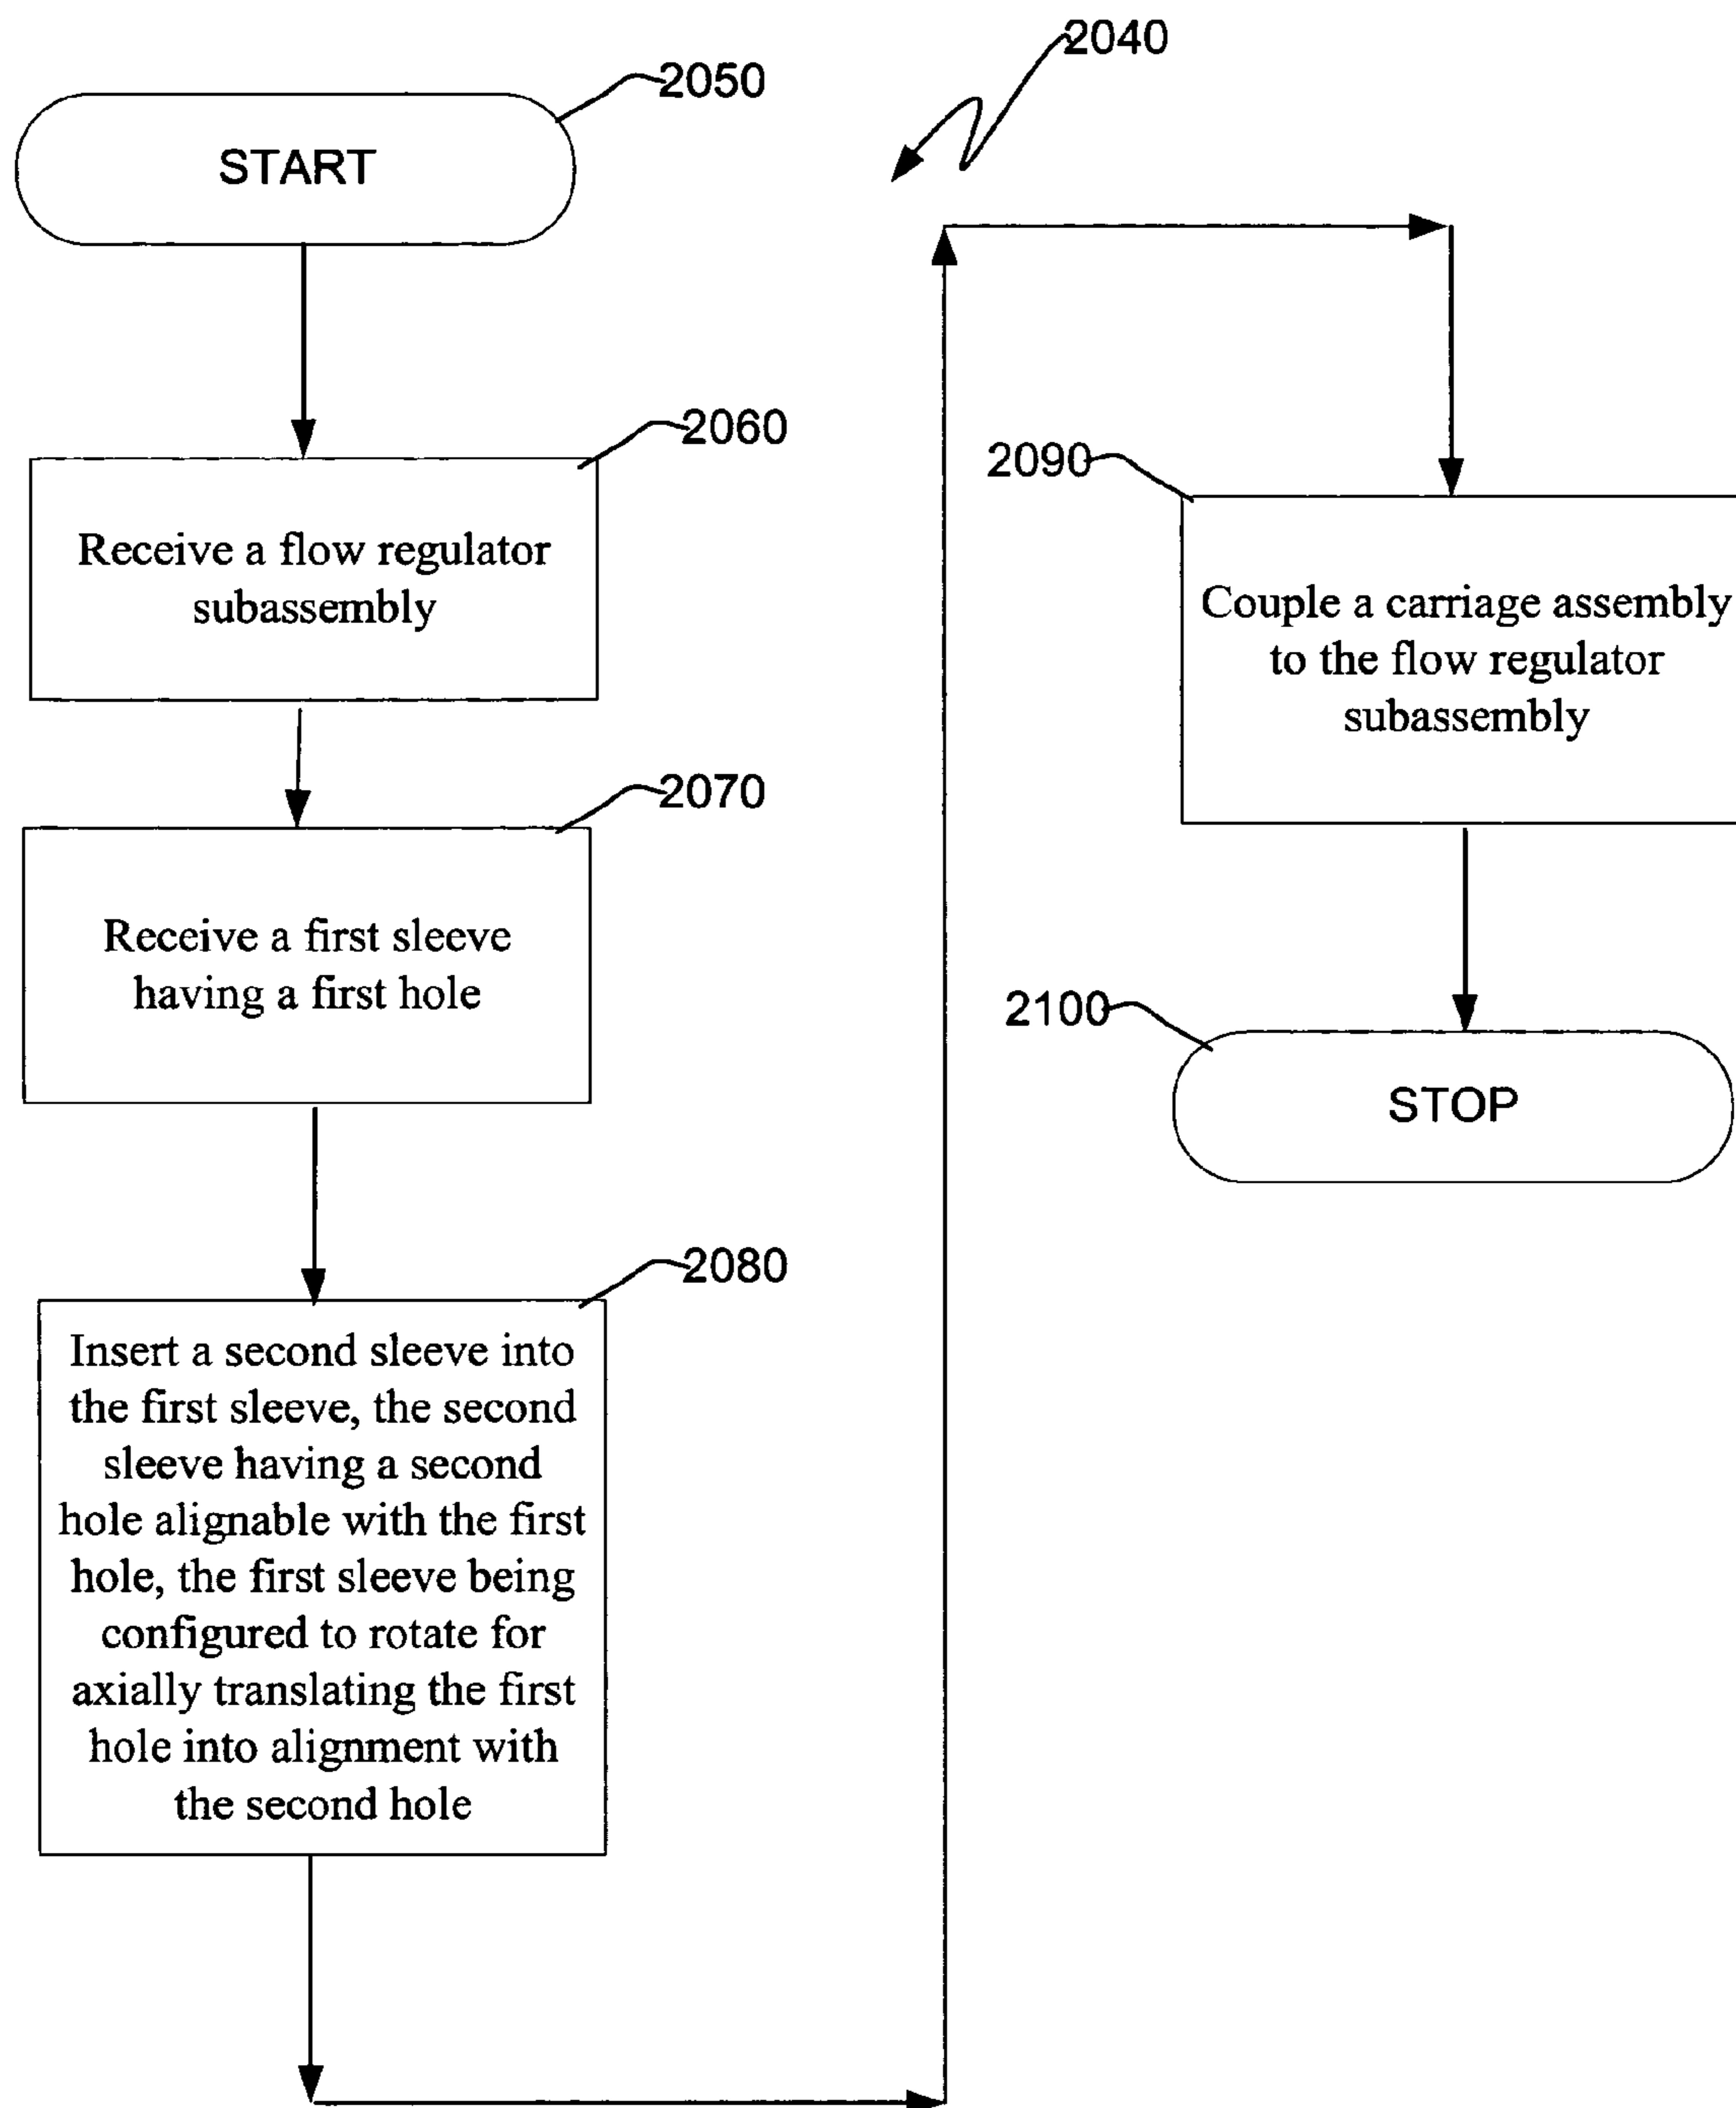 2040
2050
START
2060
Receive a flow regulator
subassembly
2070
Receive a first sleeve
having a first hole
2080
Insert a second sleeve into
the first sleeve, the second
sleeve having a second
hole alignable with the first
hole, the first sleeve being
configured to rotate for
axially translating the first
hole into alignment with
the second hole
2090
Couple a carriage assembly
to the flow regulator
subassembly
2100
STOP